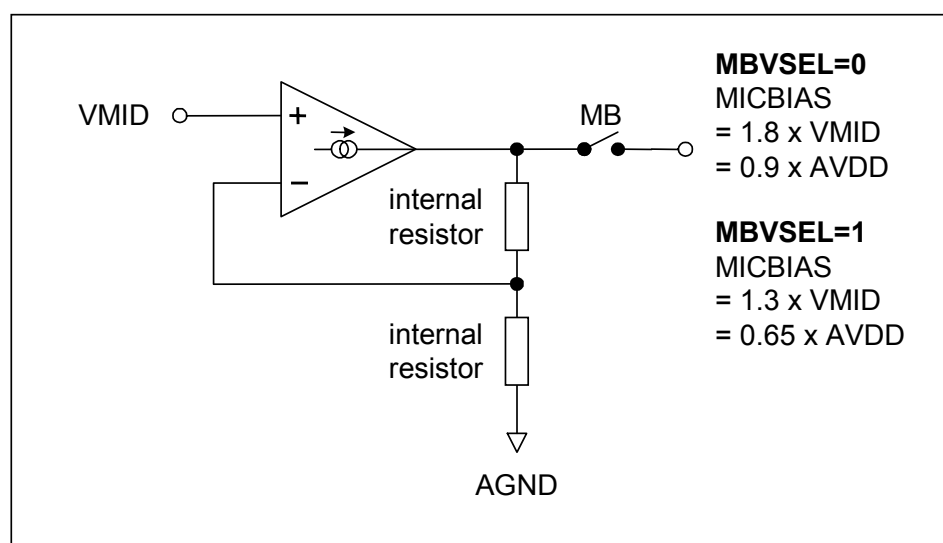 MBVSEL=0
MICBIAS
= 1.8 x VMID
= 0.9 x AVDD
VMID
+
−
MB
internal
resistor
MBVSEL=1
MICBIAS
= 1.3 x VMID
= 0.65 x AVDD
internal
resistor
AGND